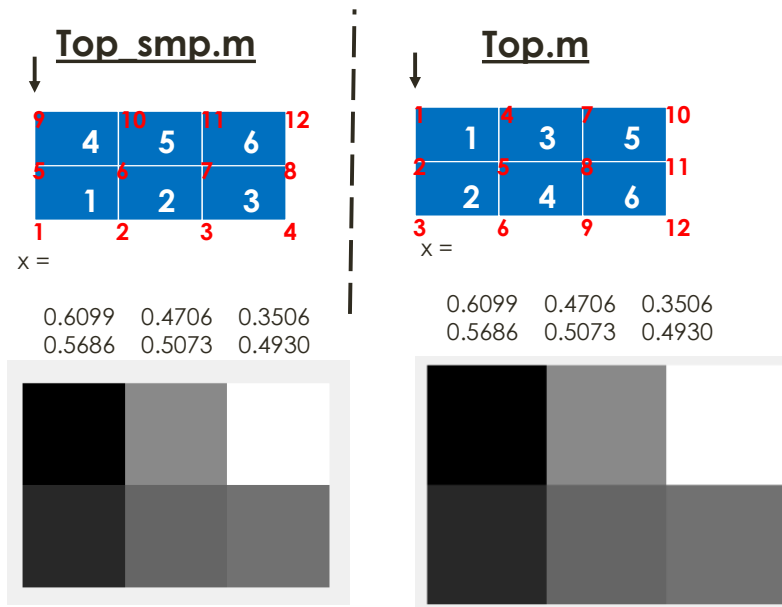 Top_smp.m
9 10 11 12
4 5 6
5 6 7 8
1 2 3
1 2 3 4
x =
0.6099 0.4706 0.3506
0.5686 0.5073 0.4930
Top.m
1 4 7 10
1 3 5
2 5 8 11
2 4 6
3 6 9 12
x =
0.6099 0.4706 0.3506
0.5686 0.5073 0.4930